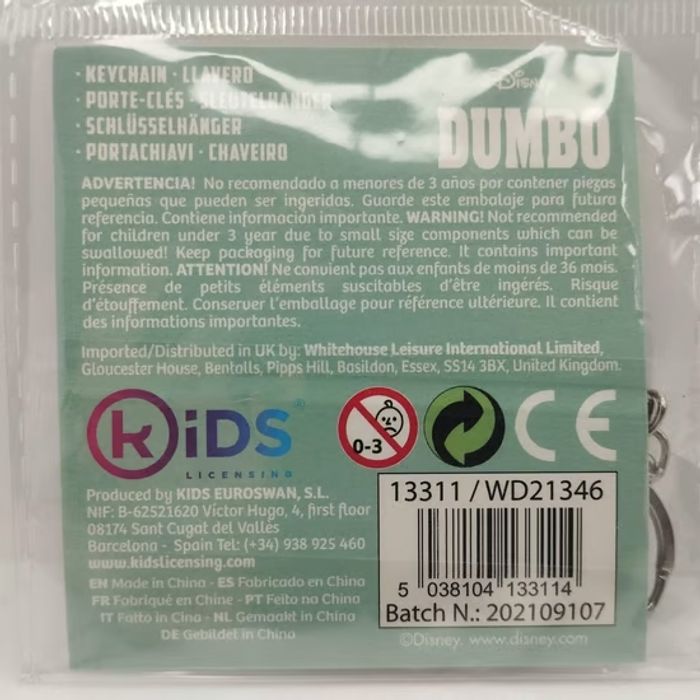 · KEYCHAIN · LLAVERO
· PORTE-CLÉS · SLEUTELHANGER
· SCHLÜSSELHÄNGER
· PORTACHIAVI · CHAVEIRO
Disney
DUMBO
ADVERTENCIA! No recomendado a menores de 3 años por contener piezas
pequeñas que pueden ser ingeridas. Guarde este embalaje para futura
referencia. Contiene información importante. WARNING! Not recommended
for children under 3 year due to small size components which can be
swallowed! Keep packaging for future reference. It contains important
information. ATTENTION! Ne convient pas aux enfants de moins de 36 mois.
Présence de petits éléments suscitables d'être ingérés. Risque
d'étouffement. Conserver l'emballage pour référence ultérieure. Il contient
des informations importantes.
Imported/Distributed in UK by: Whitehouse Leisure International Limited,
Gloucester House, Bentalls, Pipps Hill, Basildon, Essex, SS14 3BX, United Kingdom.
KiDS
LICENSING
0-3
CE
Produced by KIDS EUROSWAN, S.L.
NIF: B-62521620 Víctor Hugo, 4, first floor
08174 Sant Cugat del Vallès
Barcelona - Spain Tel: (+34) 938 925 460
www.kidslicensing.com
EN Made in China - ES Fabricado en China
FR Fabriqué en Chine - PT Feito na China
IT Fatto in Cina - NL Gemaakt in China
DE Gebildet in China
13311 / WD21346
5 038104 133114
Batch N.: 202109107
©Disney. www.disney.com